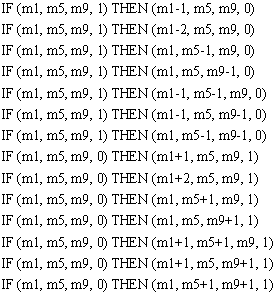 IF (m1, m5, m9, 1) THEN (m1-1, m5, m9, 0)
IF (m1, m5, m9, 1) THEN (m1-2, m5, m9, 0)
IF (m1, m5, m9, 1) THEN (m1, m5-1, m9, 0)
IF (m1, m5, m9, 1) THEN (m1, m5, m9-1, 0)
IF (m1, m5, m9, 1) THEN (m1-1, m5-1, m9, 0)
IF (m1, m5, m9, 1) THEN (m1-1, m5, m9-1, 0)
IF (m1, m5, m9, 1) THEN (m1, m5-1, m9-1, 0)
IF (m1, m5, m9, 0) THEN (m1+1, m5, m9, 1)
IF (m1, m5, m9, 0) THEN (m1+2, m5, m9, 1)
IF (m1, m5, m9, 0) THEN (m1, m5+1, m9, 1)
IF (m1, m5, m9, 0) THEN (m1, m5, m9+1, 1)
IF (m1, m5, m9, 0) THEN (m1+1, m5+1, m9, 1)
IF (m1, m5, m9, 0) THEN (m1+1, m5, m9+1, 1)
IF (m1, m5, m9, 0) THEN (m1, m5+1, m9+1, 1)